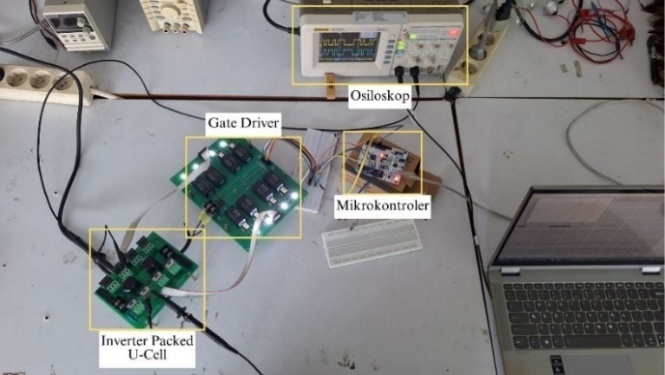 Osiloskop
Gate Driver
Mikrokontroler
Inverter Packed
U-Cell